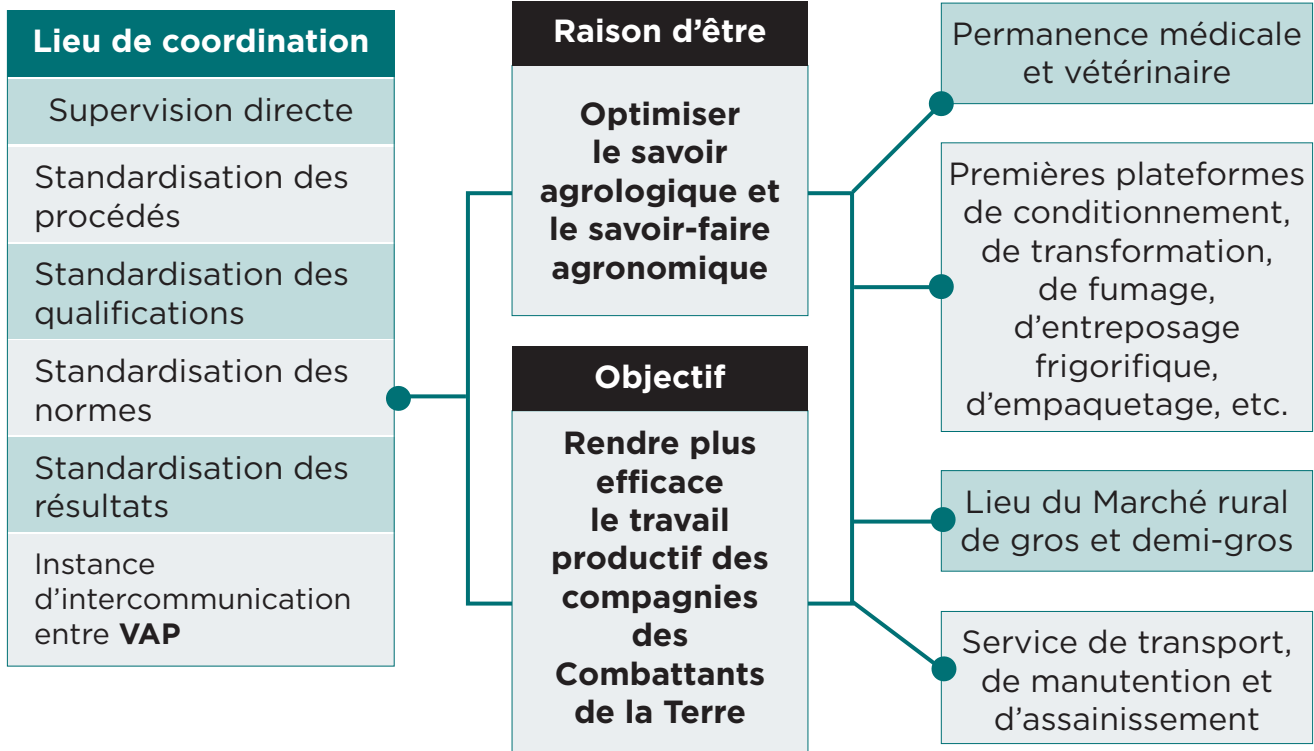 Lieu de coordination
Supervision directe
Standardisation des
procédés
Standardisation des
qualifications
Standardisation des
normes
Standardisation des
résultats
Instance
d’intercommunication
entre VAP
Raison d’être
Optimiser
le savoir
agrologique et
le savoir-faire
agronomique
Objectif
Rendre plus
efficace
le travail
productif des
compagnies
des
Combattants
de la Terre
Permanence médicale
et vétérinaire
Premières plateformes
de conditionnement,
de transformation,
de fumage,
d'entreposage
frigorifique,
d'empaquetage, etc.
Lieu du Marché rural
de gros et demi-gros
Service de transport,
de manutention et
d'assainissement